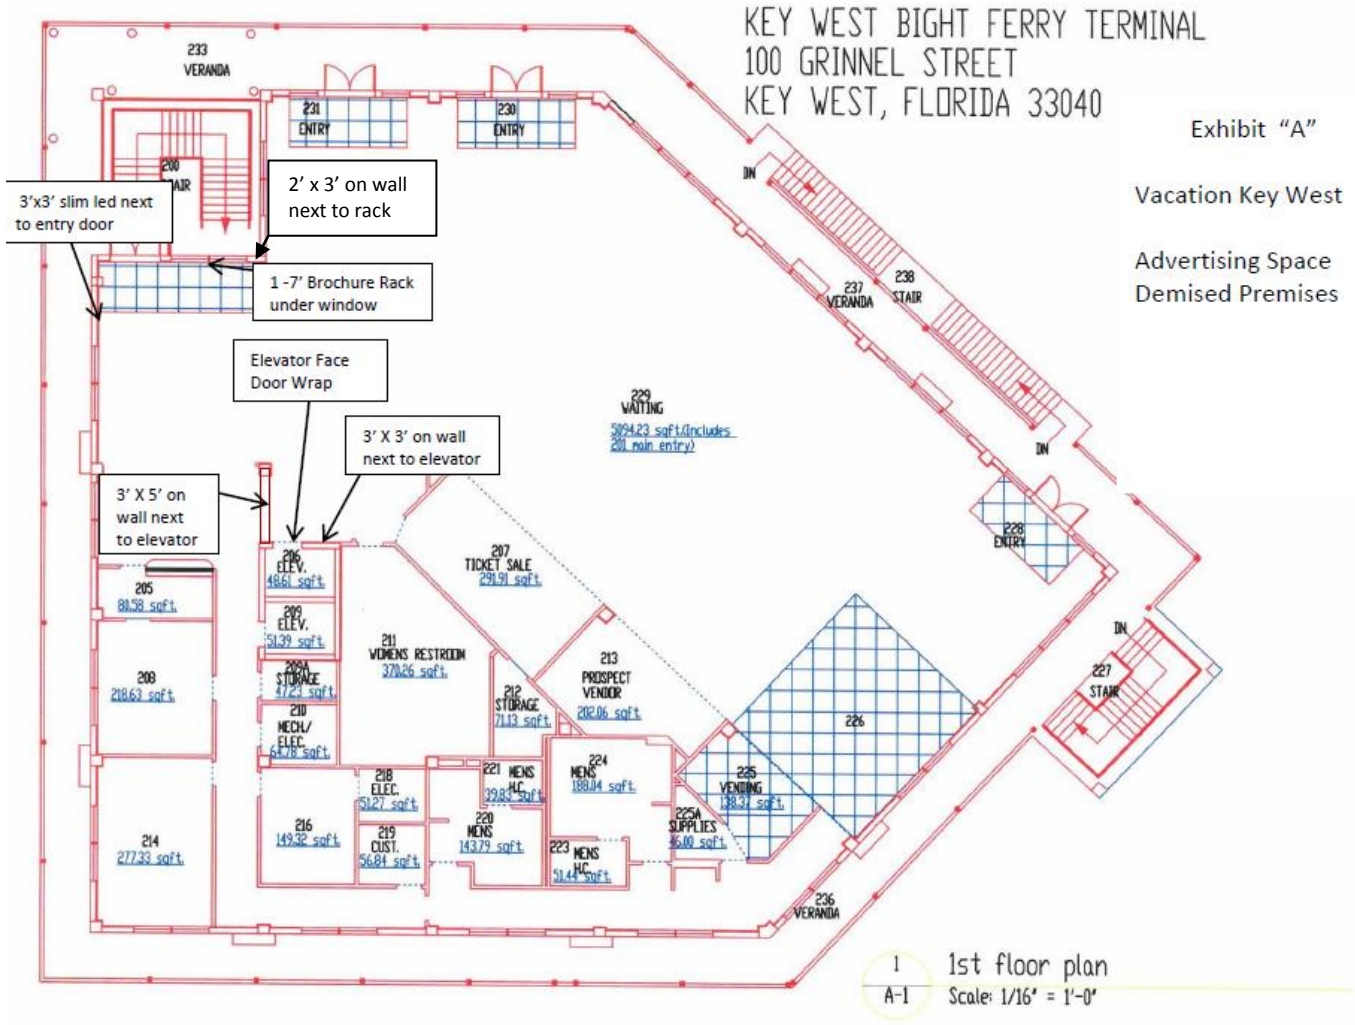 KEY WEST BIGHT FERRY TERMINAL
100 GRINNEL STREET
KEY WEST, FLORIDA 33040
Exhibit “A”
Vacation Key West
Advertising Space
Demised Premises
233
VERANDA
231
ENTRY
230
ENTRY
200
3’x3’ slim led next
to entry door
2’ x 3’ on wall
next to rack
1 -7’ Brochure Rack
under window
DN
238
STAIR
237
VERANDA
DN
Elevator Face
Door Wrap
229
WAITING
5094.23 sqft.(includes
201 main entry)
3’ X 3’ on wall
next to elevator
3’ X 5’ on
wall next
to elevator
228
ENTRY
206
ELEV.
48.61 sqft.
207
TICKET SALE
291.91 sqft.
205
80.58 sqft.
209
ELEV.
51.39 sqft.
211
WOMENS RESTROOM
370.26 sqft.
213
PROSPECT
VENDOR
202.06 sqft.
DN
227
STAIR
208
218.63 sqft.
209A
STORAGE
47.23 sqft.
212
STORAGE
71.13 sqft.
210
MECH/
ELEC.
64.78 sqft.
226
221 MENS
H.C.
39.83 sqft.
224
MENS
188.04 sqft.
225
VENDING
138.37 sqft.
218
ELEC.
51.27 sqft.
214
277.33 sqft.
216
149.32 sqft.
219
CUST.
56.84 sqft.
220
MENS
143.79 sqft.
223 MENS
H.C.
51.44 sqft.
225A
SUPPLIES
46.00 sqft.
236
VERANDA
1
A-1
1st floor plan
Scale: 1/16" = 1'-0"